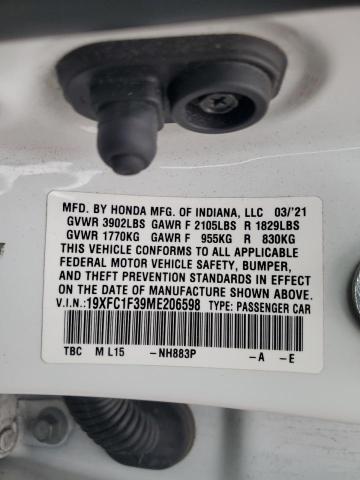 MFD. BY HONDA MFG. OF INDIANA, LLC 03/'21
GVWR 3902LBS GAWR F 2105LBS R 1829LBS
GVWR 1770KG GAWR F 955KG R 830KG
THIS VEHICLE CONFORMS TO ALL APPLICABLE
FEDERAL MOTOR VEHICLE SAFETY, BUMPER,
AND THEFT PREVENTION STANDARDS IN EFFECT
ON THE DATE OF MANUFACTURE SHOWN ABOVE.
V.I.N: 19XFC1F39ME206598 TYPE: PASSENGER CAR
TBC M L15 -NH883P -A -E